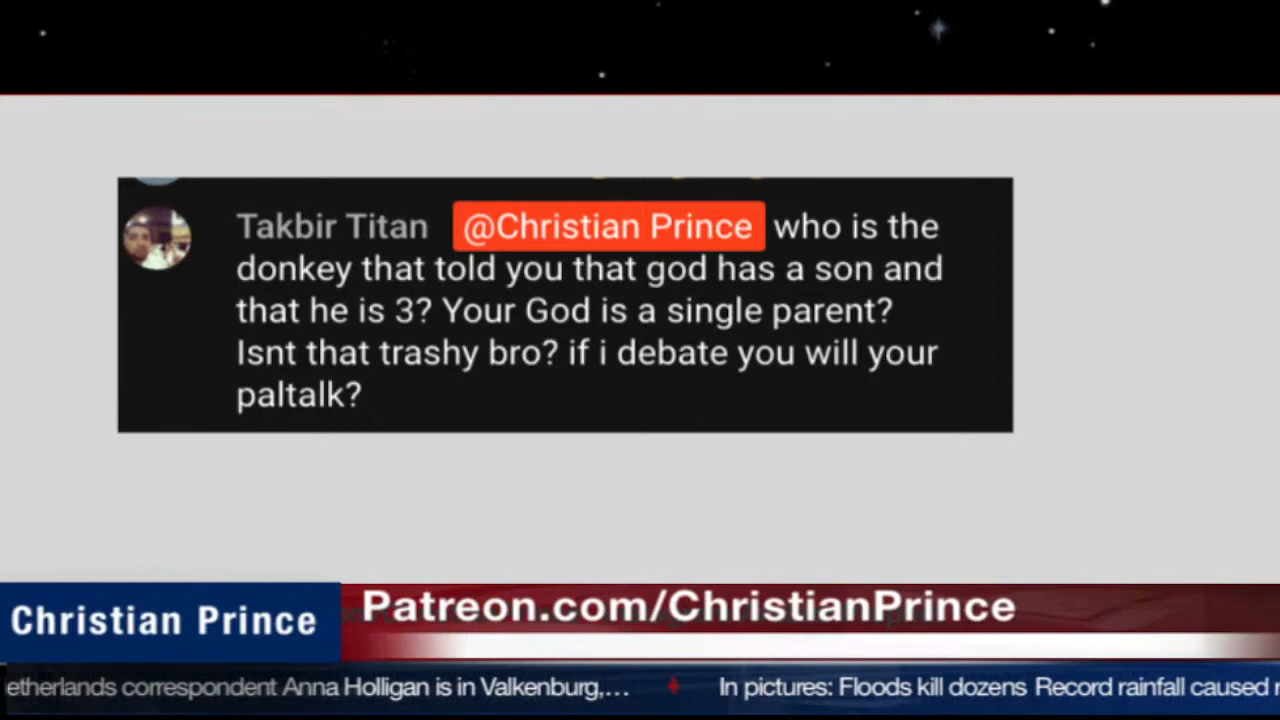 Takbir Titan @Christian Prince who is the
donkey that told you that god has a son and
that he is 3? Your God is a single parent?
Isnt that trashy bro? if i debate you will your
paltalk?
Christian Prince
Patreon.com/ChristianPrince
etherlands correspondent Anna Holligan is in Valkenburg,... In pictures: Floods kill dozens Record rainfall caused